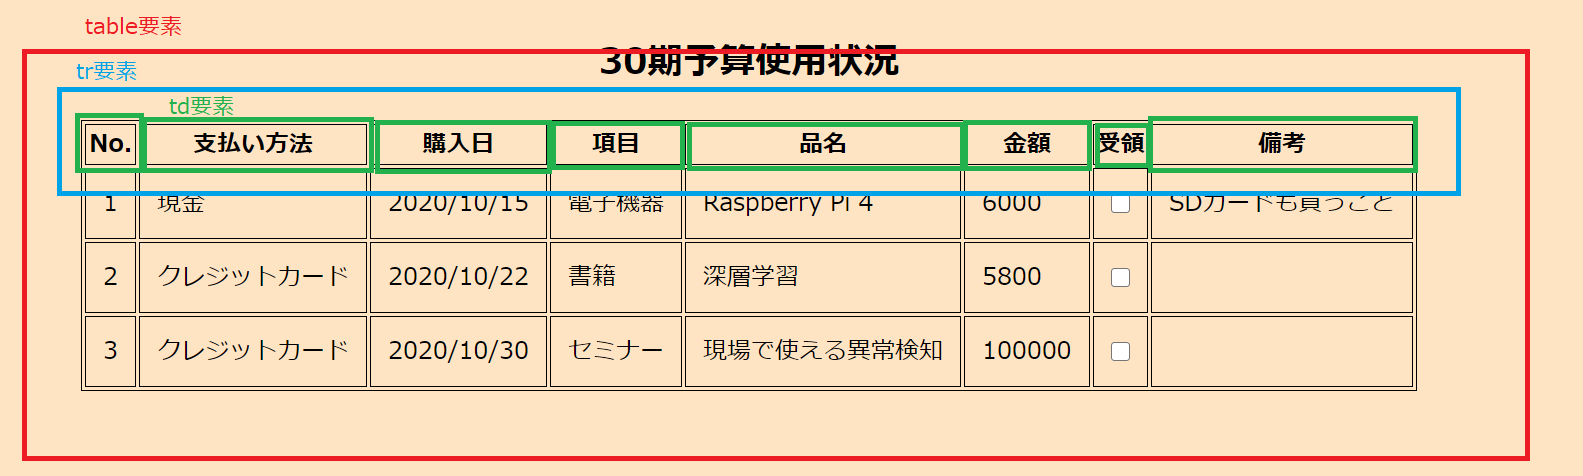 table要素
30期予算使用状況
tr要素
td要素
No. 支払い方法 購入日 項目 品名 金額 受領 備考
1 現金 2020/10/15 電子機器 Raspberry Pi 4 6000 SDカードも買うこと
2 クレジットカード 2020/10/22 書籍 深層学習 5800
3 クレジットカード 2020/10/30 セミナー 現場で使える異常検知 100000